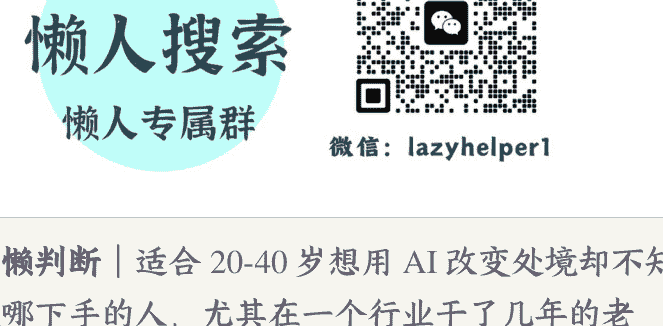 懒人搜索
懒人专属群
微信：lazyhelper1
懒判断｜适合 20-40 岁想用 AI 改变处境却不知
哪下手的人，尤其在一个行业干了几年的老